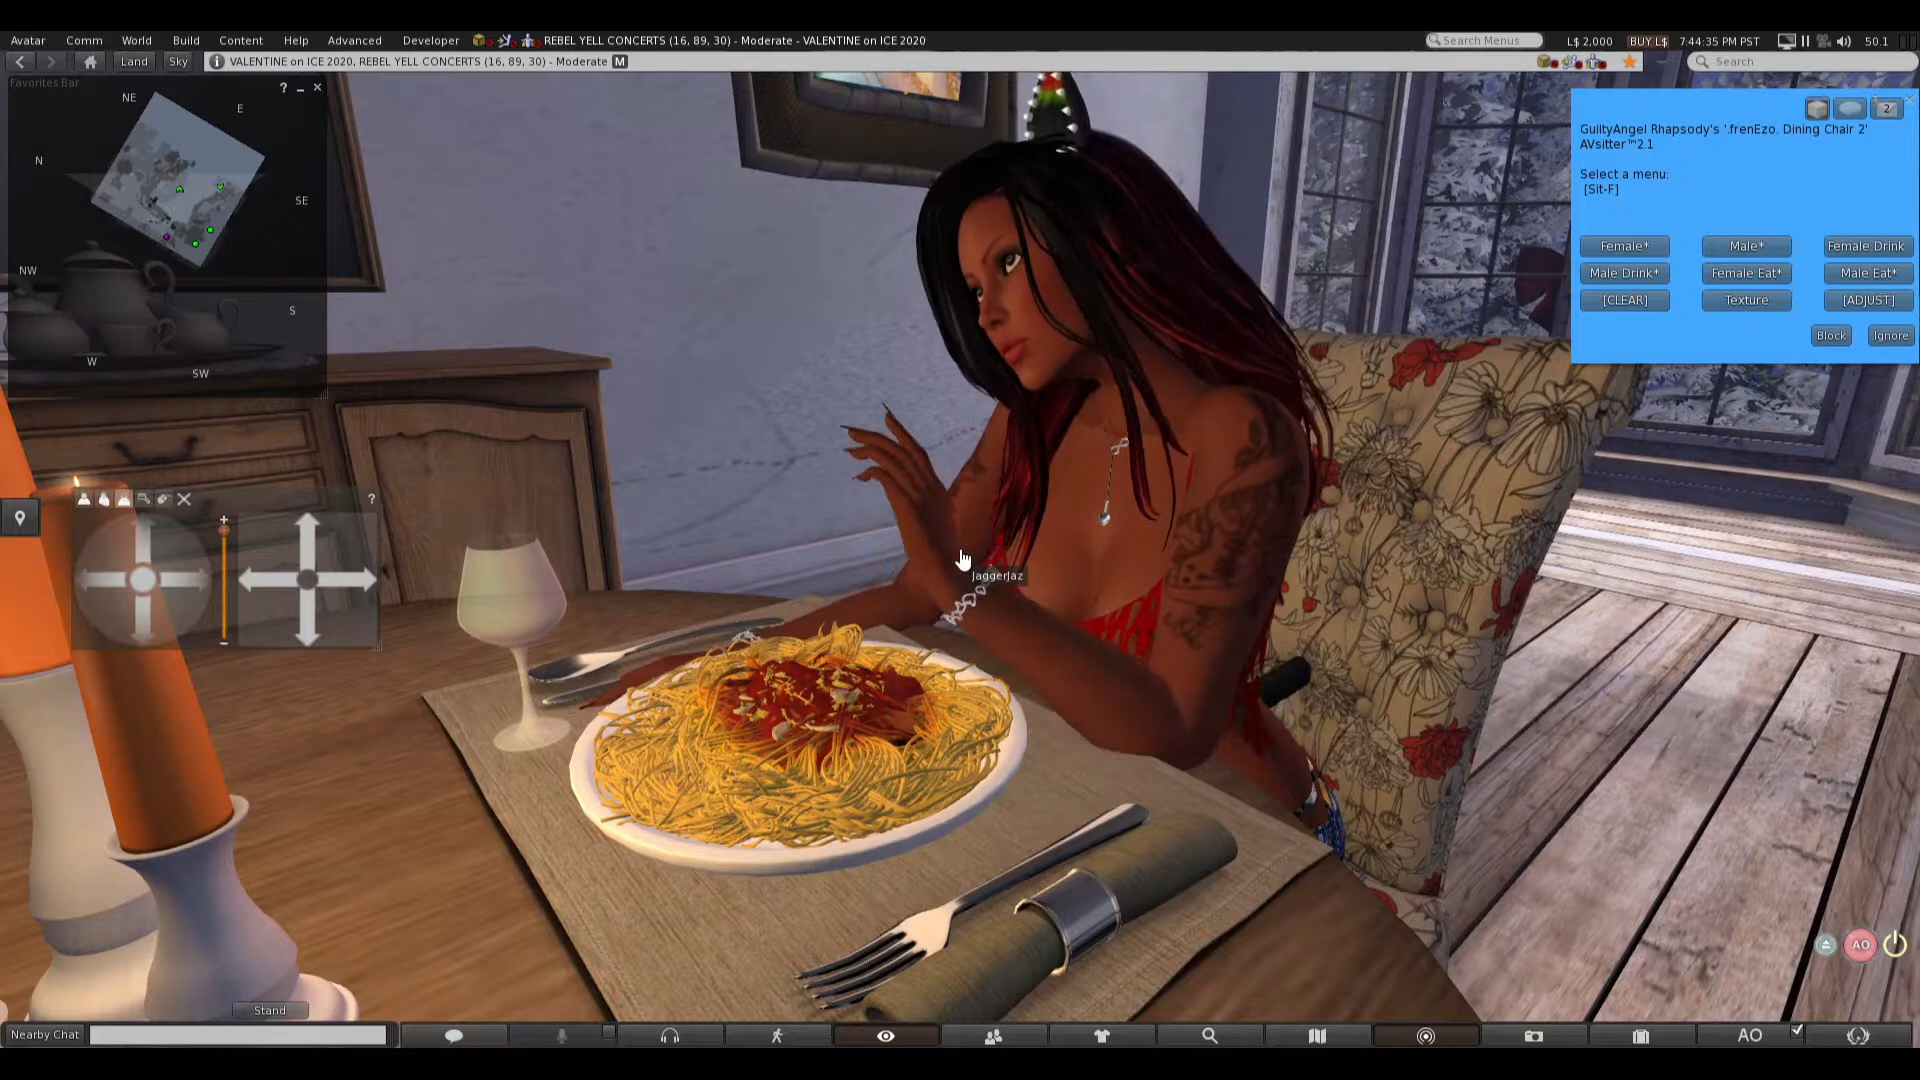 Avatar Comm World Build Content Help Advanced Developer REBEL YELL CONCERTS (16, 89, 30) - Moderate - VALENTINE on ICE 2020 Search Menus L$ 2,000 BUY L$ 7:44:35 PM PST 50.1
Land Sky VALENTINE on ICE 2020, REBEL YELL CONCERTS (16, 89, 30) - Moderate M Search
Favorites Bar
? _ ×
NE
E
N
SE
NW
S
W
SW
2
GuiltyAngel Rhapsody's '.frenEzo. Dining Chair 2'
AVsitter™2.1
Select a menu:
[Sit-F]
Female* Male* Female Drink
Male Drink* Female Eat* Male Eat*
[CLEAR] Texture [ADJUST]
Block Ignore
?
+
-
JaggerJaz
AO
Stand
Nearby Chat
AO